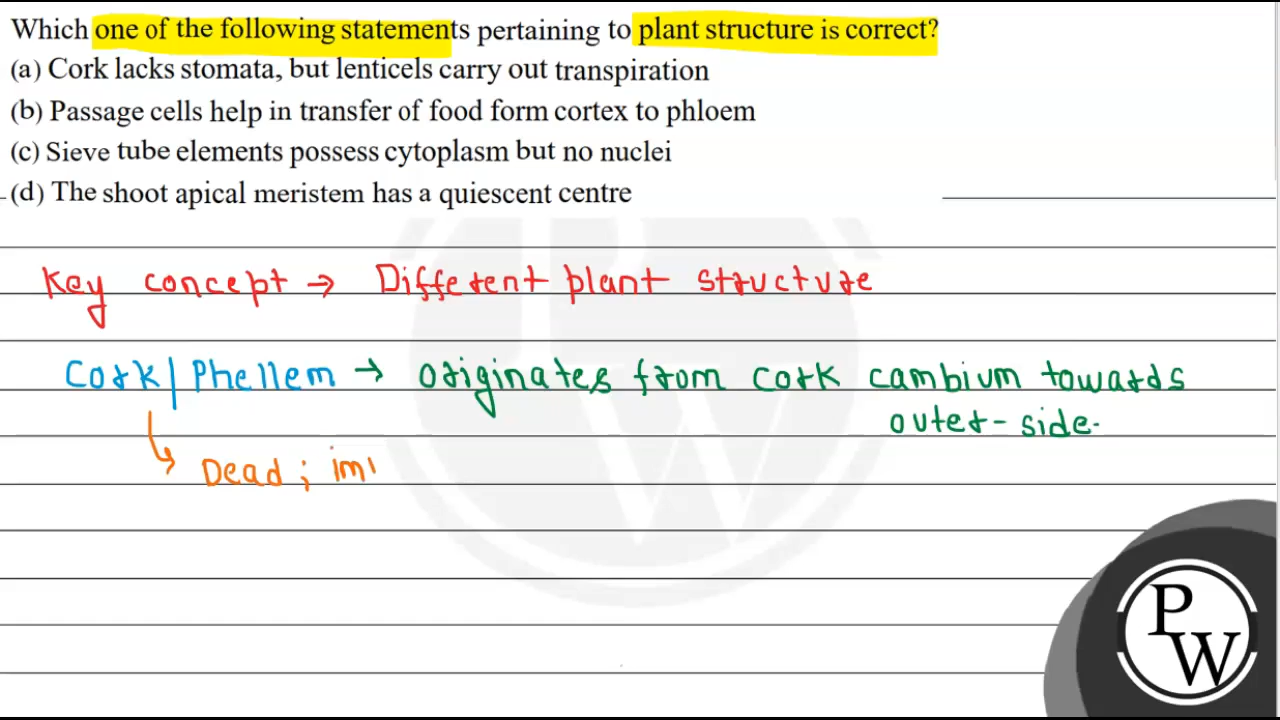 Which one of the following statements pertaining to plant structure is correct?
(a) Cork lacks stomata, but lenticels carry out transpiration
(b) Passage cells help in transfer of food form cortex to phloem
(c) Sieve tube elements possess cytoplasm but no nuclei
(d) The shoot apical meristem has a quiescent centre
Key concept → Different plant structure
Cork/Phellem → originates from cork cambium towards
outer-side.
Dead ; im
P
W